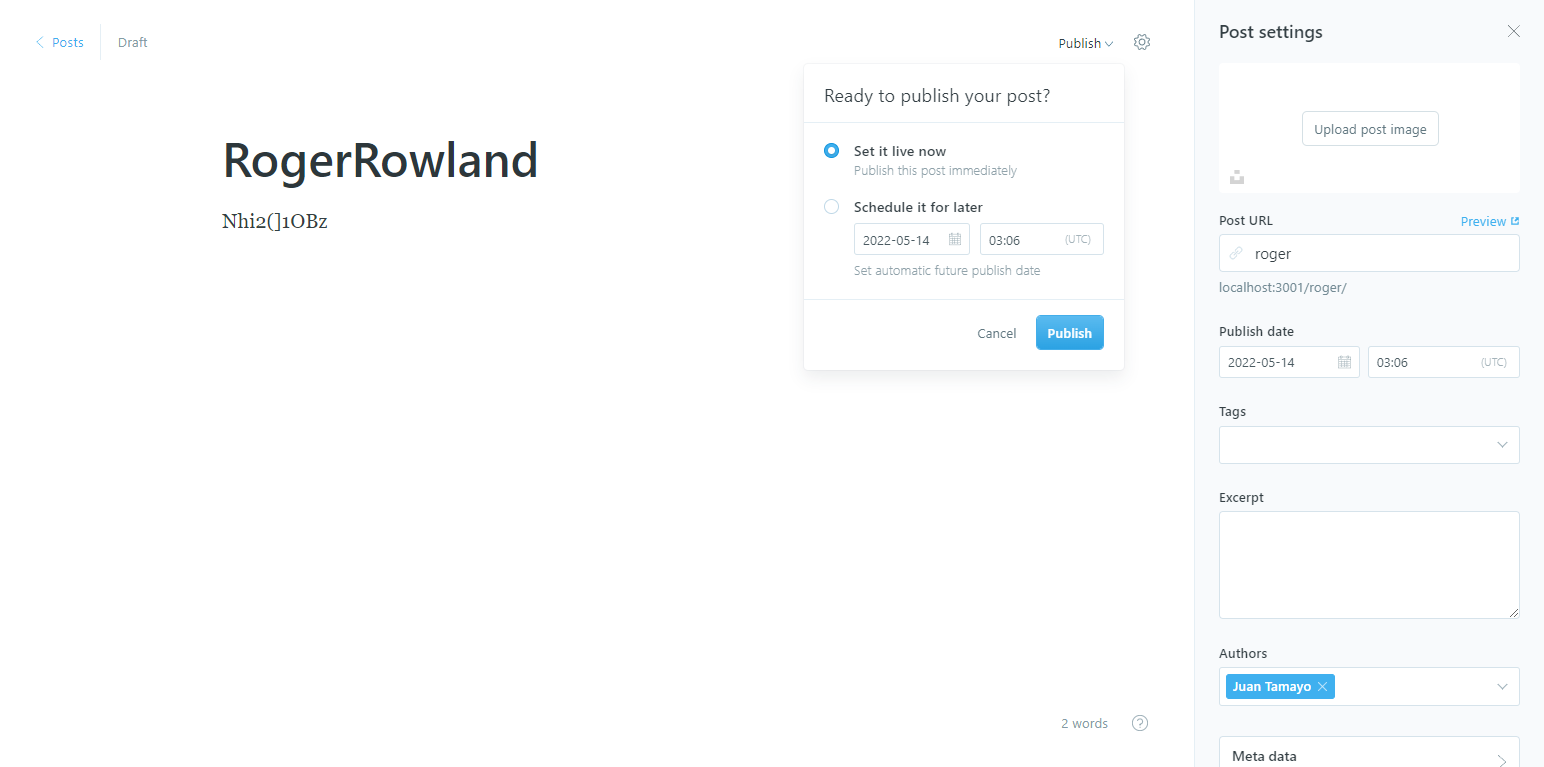 Posts
Draft
Publish
Ready to publish your post?
Set it live now
Publish this post immediately
Schedule it for later
2022-05-14
03:06 (UTC)
Set automatic future publish date
Cancel
Publish
RogerRowland
Nhi2(]1OBz
2 words
?
Post settings
Upload post image
Post URL
Preview
roger
localhost:3001/roger/
Publish date
2022-05-14
03:06 (UTC)
Tags
Excerpt
Authors
Juan Tamayo
Meta data